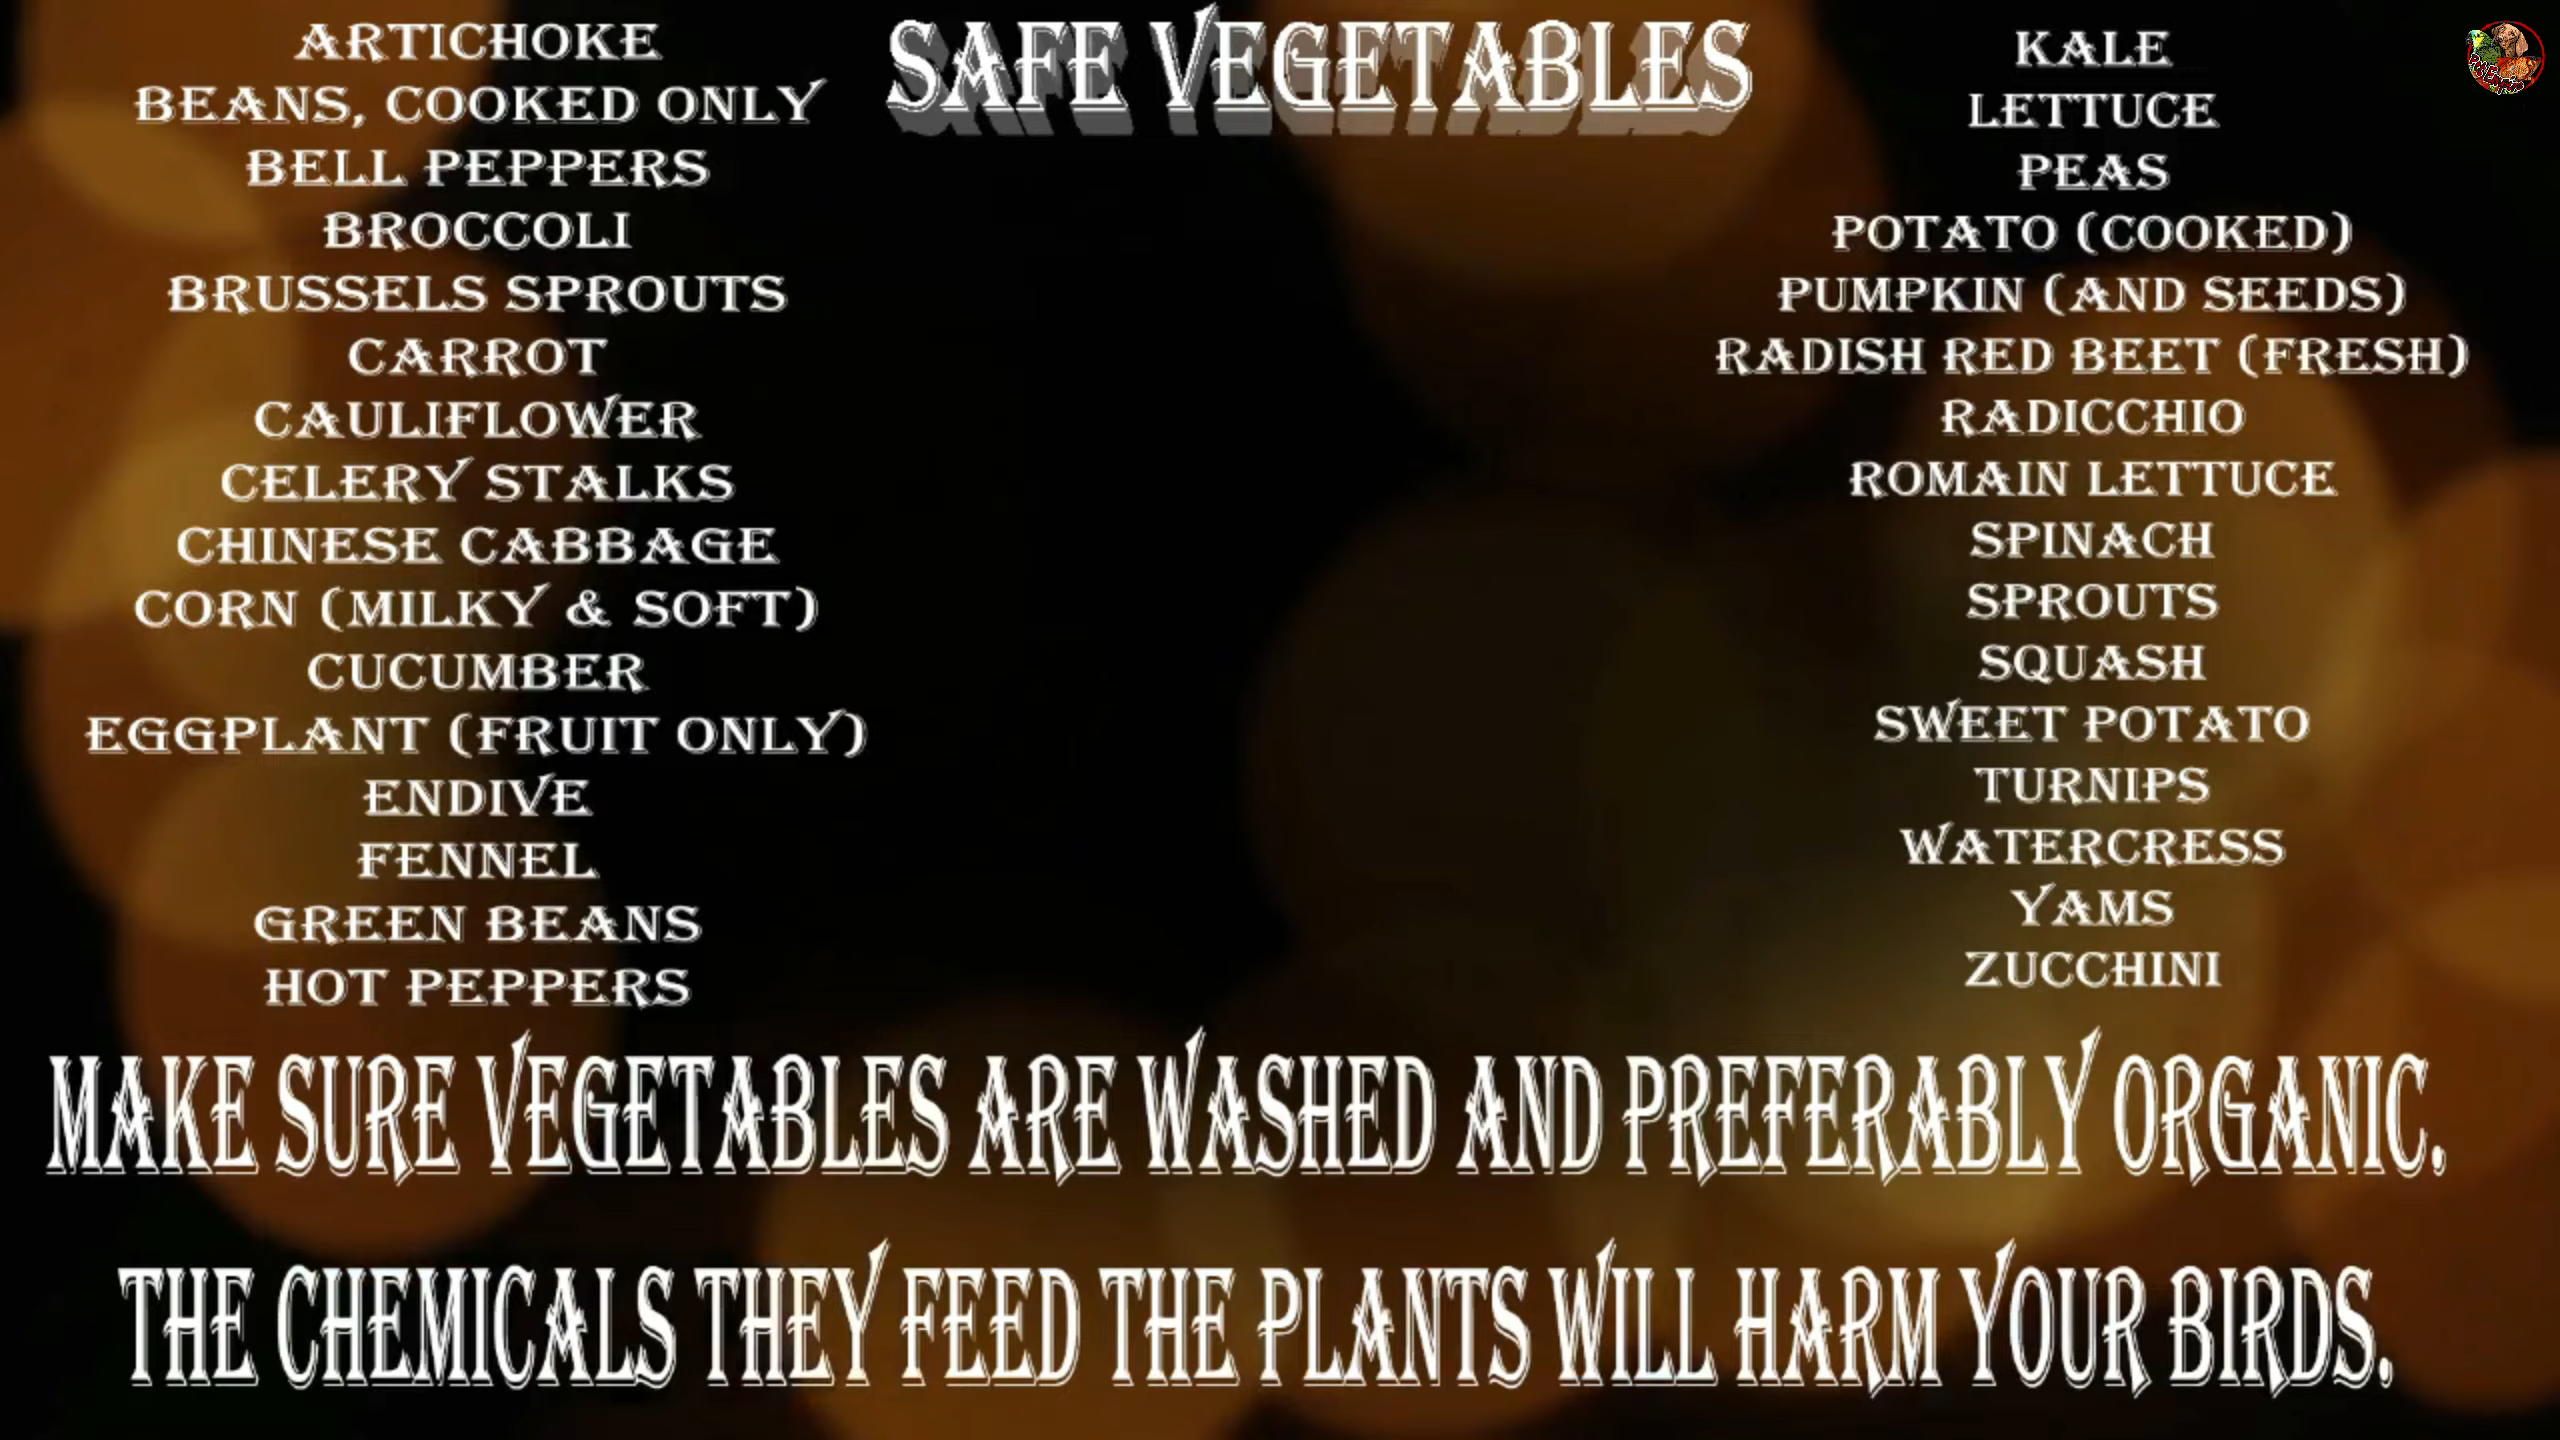 SAFE VEGETABLES
ARTICHOKE
BEANS, COOKED ONLY
BELL PEPPERS
BROCCOLI
BRUSSELS SPROUTS
CARROT
CAULIFLOWER
CELERY STALKS
CHINESE CABBAGE
CORN (MILKY & SOFT)
CUCUMBER
EGGPLANT (FRUIT ONLY)
ENDIVE
FENNEL
GREEN BEANS
HOT PEPPERS
KALE
LETTUCE
PEAS
POTATO (COOKED)
PUMPKIN (AND SEEDS)
RADISH RED BEET (FRESH)
RADICCHIO
ROMAIN LETTUCE
SPINACH
SPROUTS
SQUASH
SWEET POTATO
TURNIPS
WATERCRESS
YAMS
ZUCCHINI
MAKE SURE VEGETABLES ARE WASHED AND PREFERABLY ORGANIC.
THE CHEMICALS THEY FEED THE PLANTS WILL HARM YOUR BIRDS.